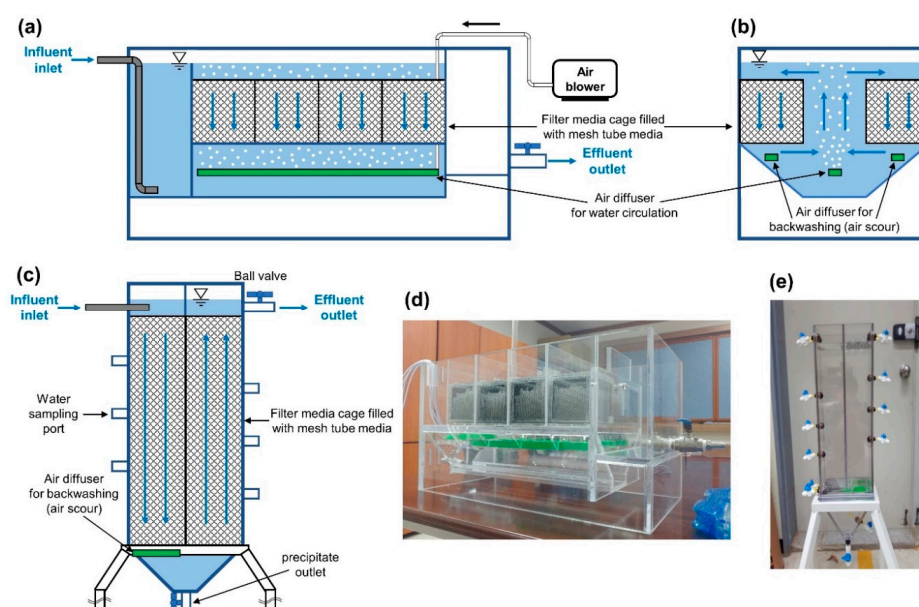 (a)
Influent
inlet
Air
blower
Filter media cage filled
with mesh tube media
Effluent
outlet
Air diffuser
for water circulation
(b)
Air diffuser for
backwashing (air scour)
(c)
Ball valve
Influent
inlet
Effluent
outlet
Water
sampling
port
Filter media cage filled
with mesh tube media
Air diffuser
for backwashing
(air scour)
precipitate
outlet
(d)
(e)